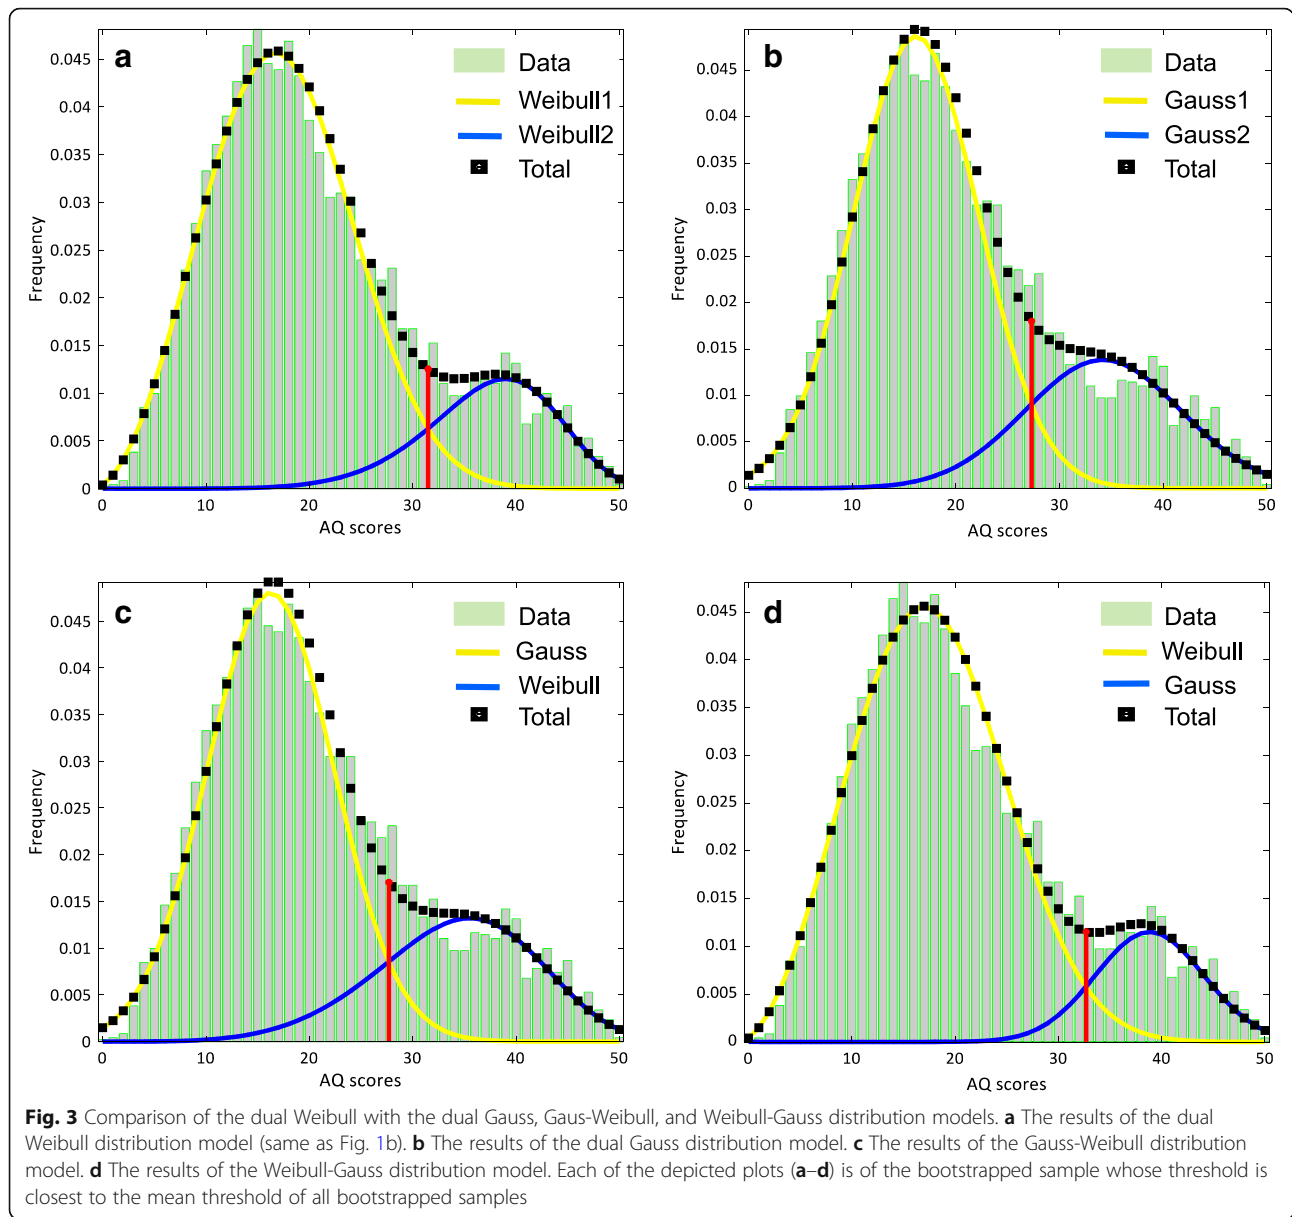 a
Data
Weibull1
Weibull2
Total
0.045
0.04
0.035
0.03
0.025
0.02
0.015
0.01
0.005
0
Frequency
0
10
20
30
40
50
AQ scores
b
Data
Gauss1
Gauss2
Total
0.045
0.04
0.035
0.03
0.025
0.02
0.015
0.01
0.005
0
Frequency
0
10
20
30
40
50
AQ scores
c
Data
Gauss
Weibull
Total
0.045
0.04
0.035
0.03
0.025
0.02
0.015
0.01
0.005
0
Frequency
0
10
20
30
40
50
AQ scores
d
Data
Weibull
Gauss
Total
0.045
0.04
0.035
0.03
0.025
0.02
0.015
0.01
0.005
0
Frequency
0
10
20
30
40
50
AQ scores
Fig. 3 Comparison of the dual Weibull with the dual Gauss, Gaus-Weibull, and Weibull-Gauss distribution models. a The results of the dual
Weibull distribution model (same as Fig. 1b). b The results of the dual Gauss distribution model. c The results of the Gauss-Weibull distribution
model. d The results of the Weibull-Gauss distribution model. Each of the depicted plots (a–d) is of the bootstrapped sample whose threshold is
closest to the mean threshold of all bootstrapped samples